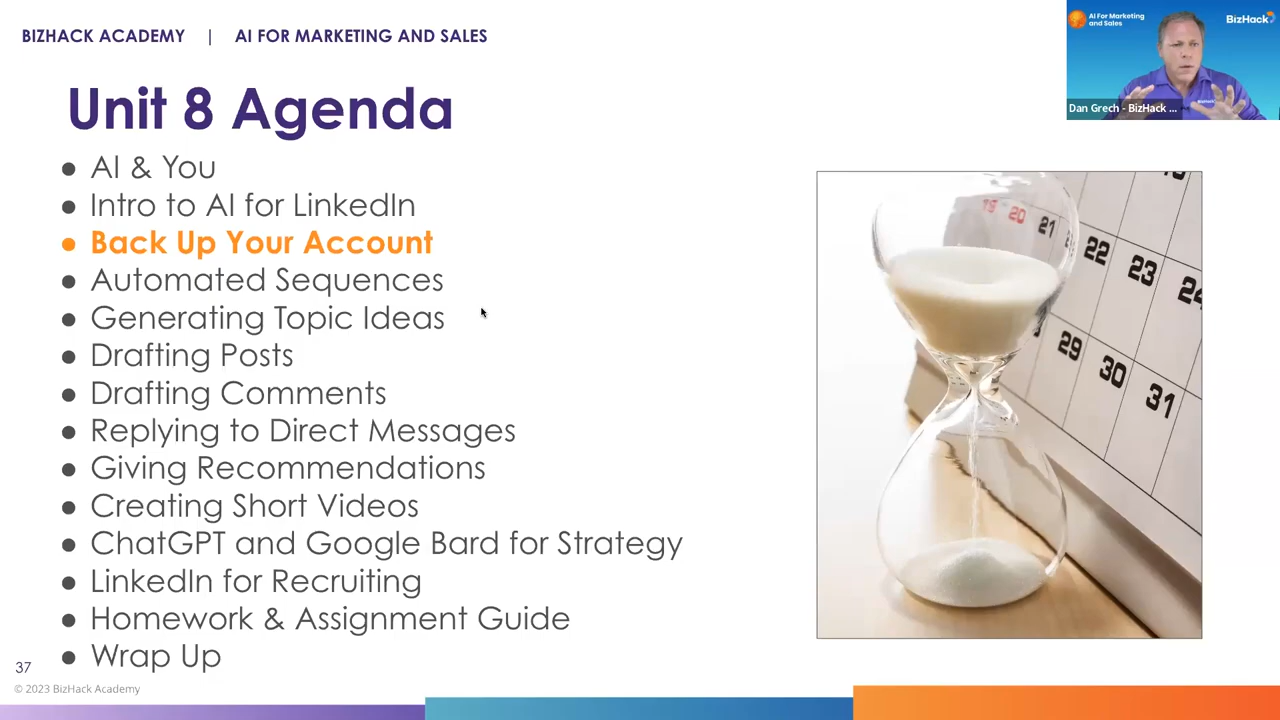 BIZHACK ACADEMY | AI FOR MARKETING AND SALES
AI For Marketing
and Sales
BizHack
Dan Grech - BizHack ...
Unit 8 Agenda
• AI & You
• Intro to AI for LinkedIn
• Back Up Your Account
• Automated Sequences
• Generating Topic Ideas
• Drafting Posts
• Drafting Comments
• Replying to Direct Messages
• Giving Recommendations
• Creating Short Videos
• ChatGPT and Google Bard for Strategy
• LinkedIn for Recruiting
• Homework & Assignment Guide
• Wrap Up
19 20 21
22 23 24
29 30 31
37
© 2023 BizHack Academy